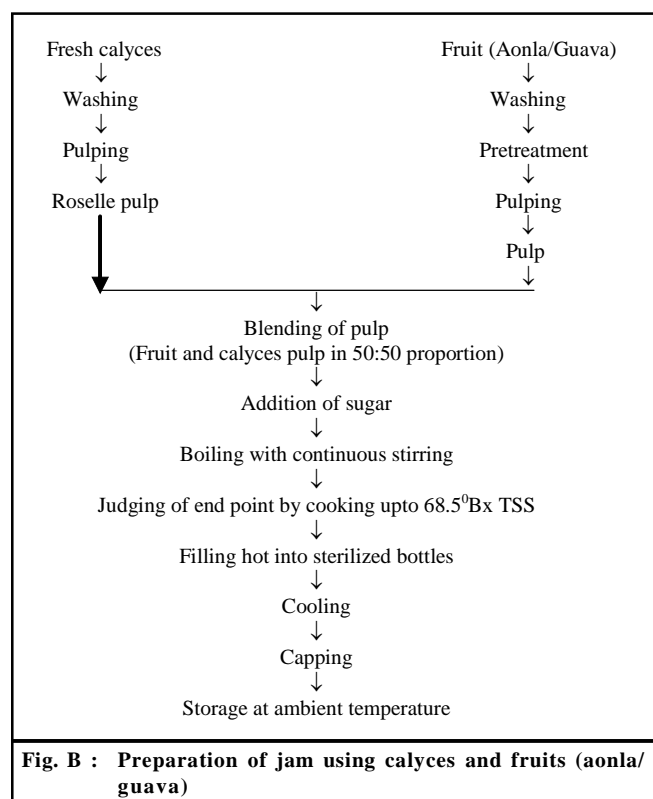 Fresh calyces
↓
Washing
↓
Pulping
↓
Roselle pulp
Fruit (Aonla/Guava)
↓
Washing
↓
Pretreatment
↓
Pulping
↓
Pulp
↓
↓
Blending of pulp
(Fruit and calyces pulp in 50:50 proportion)
↓
Addition of sugar
↓
Boiling with continuous stirring
↓
Judging of end point by cooking upto 68.5⁰Bx TSS
↓
Filling hot into sterilized bottles
↓
Cooling
↓
Capping
↓
Storage at ambient temperature
Fig. B : Preparation of jam using calyces and fruits (aonla/
guava)